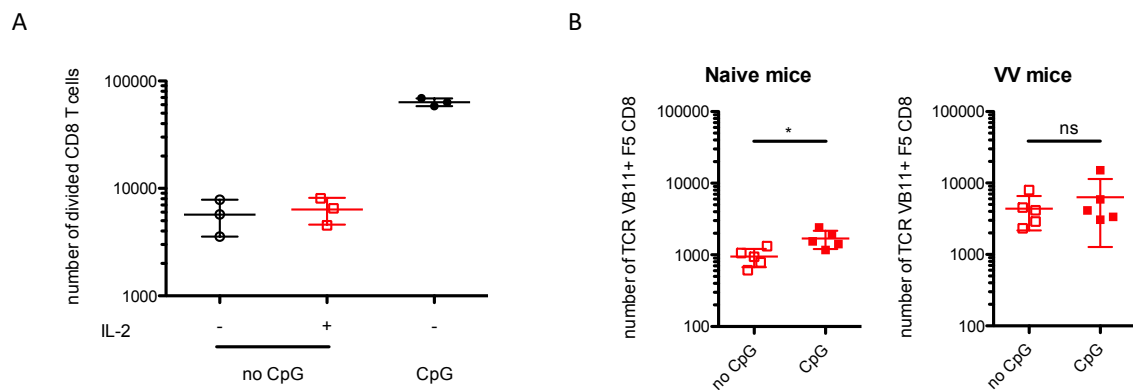 A
number of divided CD8 T cells
100000
10000
1000
IL-2 - + -
no CpG CpG
B
Naive mice
number of TCR VB11+ F5 CD8
100000
10000
1000
100
*
no CpG CpG
VV mice
number of TCR VB11+ F5 CD8
100000
10000
1000
100
ns
no CpG CpG